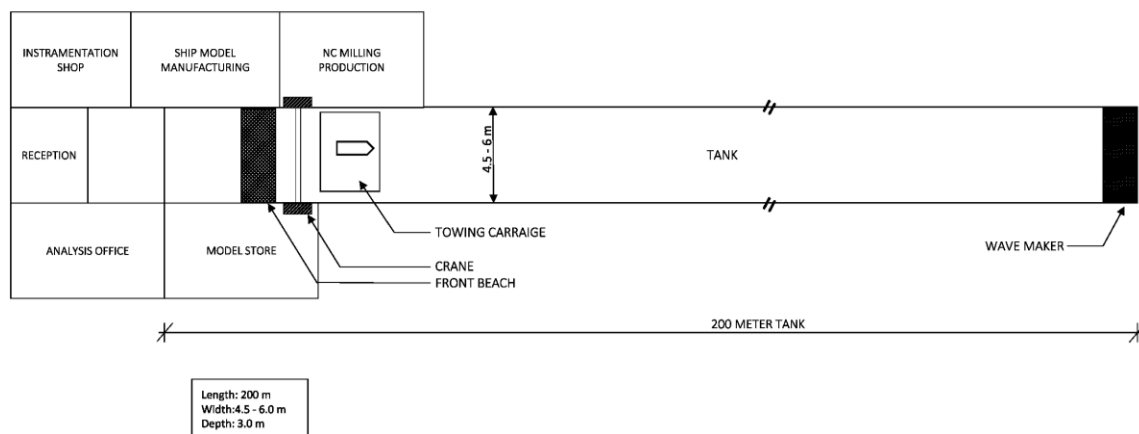 INSTRAMENTATION
SHOP
SHIP MODEL
MANUFACTURING
NC MILLING
PRODUCTION
RECEPTION
4.5 - 6 m
TANK
ANALYSIS OFFICE
MODEL STORE
TOWING CARRAIGE
CRANE
FRONT BEACH
WAVE MAKER
200 METER TANK
Length: 200 m
Width:4.5 - 6.0 m
Depth: 3.0 m